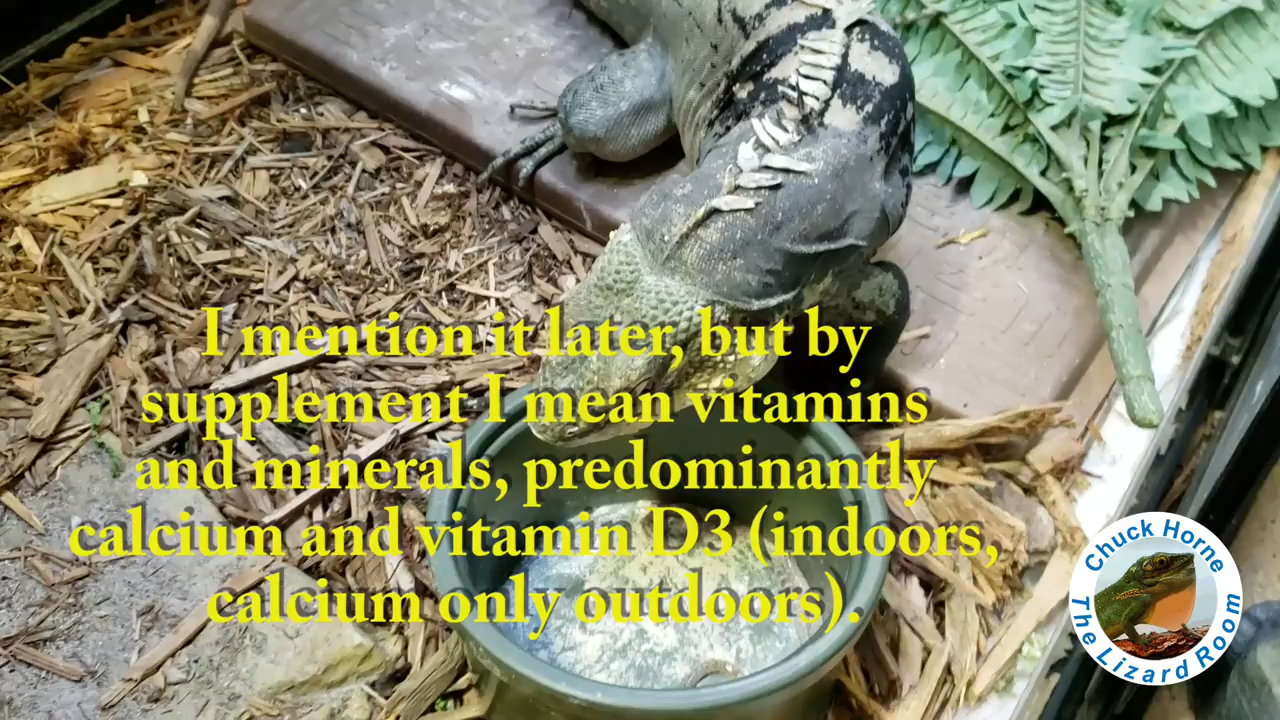 I mention it later, but by
supplement I mean vitamins
and minerals, predominantly
calcium and vitamin D3 (indoors,
calcium only outdoors).
Chuck Horne
The Lizard Room